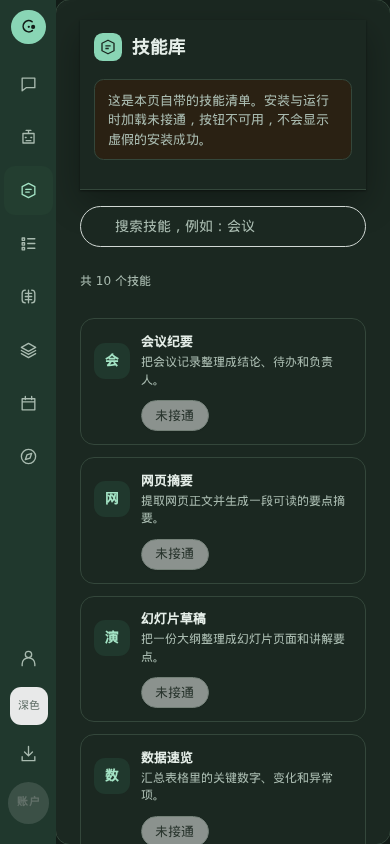 技能库
这是本页自带的技能清单。安装与运行
时加载未接通，按钮不可用，不会显示
虚假的安装成功。
搜索技能，例如：会议
共 10 个技能
会
会议纪要
把会议记录整理成结论、待办和负责
人。
未接通
网
网页摘要
提取网页正文并生成一段可读的要点摘
要。
未接通
演
幻灯片草稿
把一份大纲整理成幻灯片页面和讲解要
点。
未接通
数
数据速览
汇总表格里的关键数字、变化和异常
项。
未接通
深色
账户